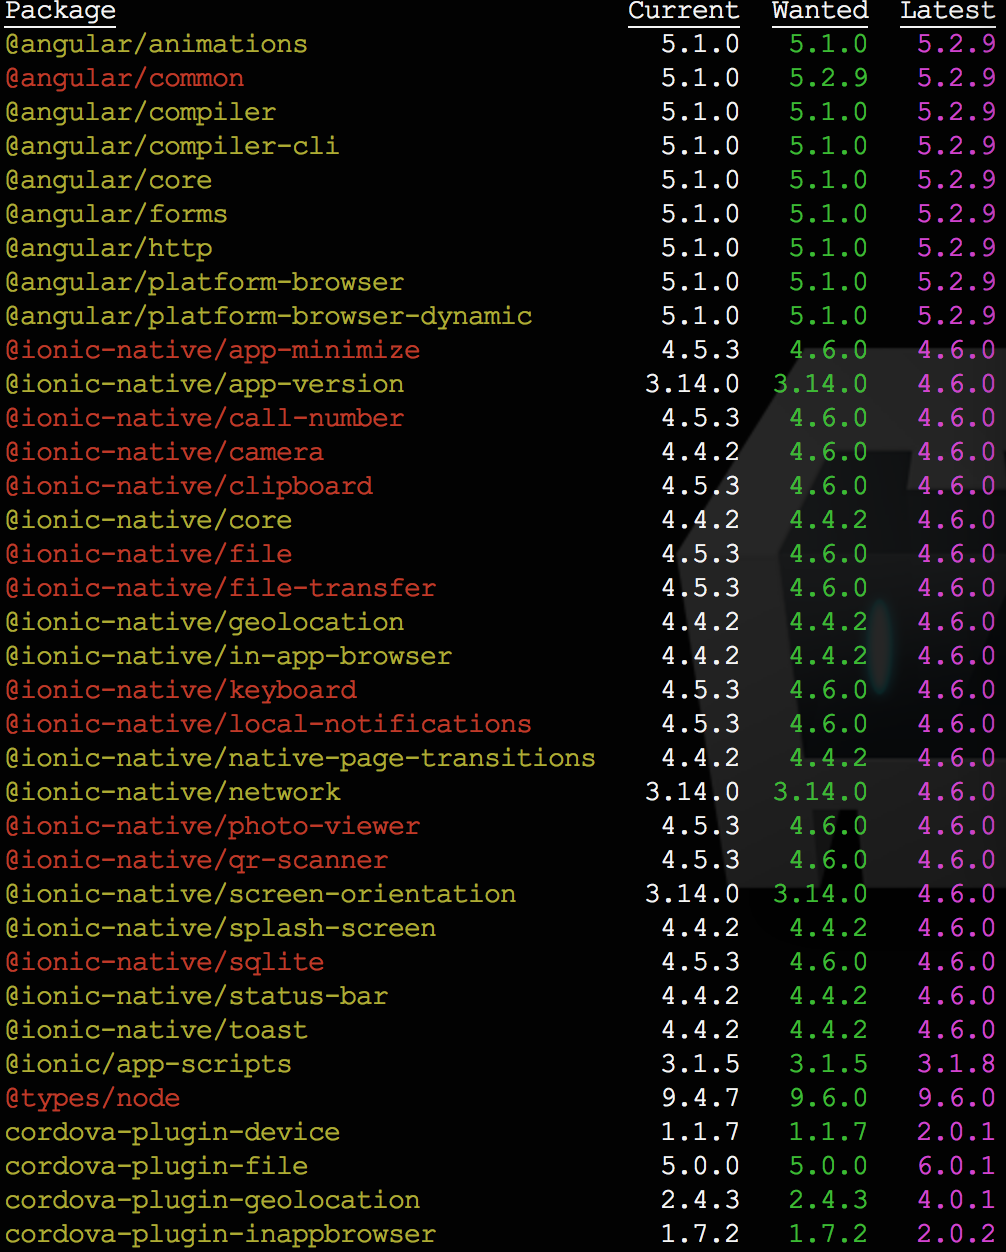 Package Current Wanted Latest
@angular/animations 5.1.0 5.1.0 5.2.9
@angular/common 5.1.0 5.2.9 5.2.9
@angular/compiler 5.1.0 5.1.0 5.2.9
@angular/compiler-cli 5.1.0 5.1.0 5.2.9
@angular/core 5.1.0 5.1.0 5.2.9
@angular/forms 5.1.0 5.1.0 5.2.9
@angular/http 5.1.0 5.1.0 5.2.9
@angular/platform-browser 5.1.0 5.1.0 5.2.9
@angular/platform-browser-dynamic 5.1.0 5.1.0 5.2.9
@ionic-native/app-minimize 4.5.3 4.6.0 4.6.0
@ionic-native/app-version 3.14.0 3.14.0 4.6.0
@ionic-native/call-number 4.5.3 4.6.0 4.6.0
@ionic-native/camera 4.4.2 4.6.0 4.6.0
@ionic-native/clipboard 4.5.3 4.6.0 4.6.0
@ionic-native/core 4.4.2 4.4.2 4.6.0
@ionic-native/file 4.5.3 4.6.0 4.6.0
@ionic-native/file-transfer 4.5.3 4.6.0 4.6.0
@ionic-native/geolocation 4.4.2 4.4.2 4.6.0
@ionic-native/in-app-browser 4.4.2 4.4.2 4.6.0
@ionic-native/keyboard 4.5.3 4.6.0 4.6.0
@ionic-native/local-notifications 4.5.3 4.6.0 4.6.0
@ionic-native/native-page-transitions 4.4.2 4.4.2 4.6.0
@ionic-native/network 3.14.0 3.14.0 4.6.0
@ionic-native/photo-viewer 4.5.3 4.6.0 4.6.0
@ionic-native/qr-scanner 4.5.3 4.6.0 4.6.0
@ionic-native/screen-orientation 3.14.0 3.14.0 4.6.0
@ionic-native/splash-screen 4.4.2 4.4.2 4.6.0
@ionic-native/sqlite 4.5.3 4.6.0 4.6.0
@ionic-native/status-bar 4.4.2 4.4.2 4.6.0
@ionic-native/toast 4.4.2 4.4.2 4.6.0
@ionic/app-scripts 3.1.5 3.1.5 3.1.8
@types/node 9.4.7 9.6.0 9.6.0
cordova-plugin-device 1.1.7 1.1.7 2.0.1
cordova-plugin-file 5.0.0 5.0.0 6.0.1
cordova-plugin-geolocation 2.4.3 2.4.3 4.0.1
cordova-plugin-inappbrowser 1.7.2 1.7.2 2.0.2